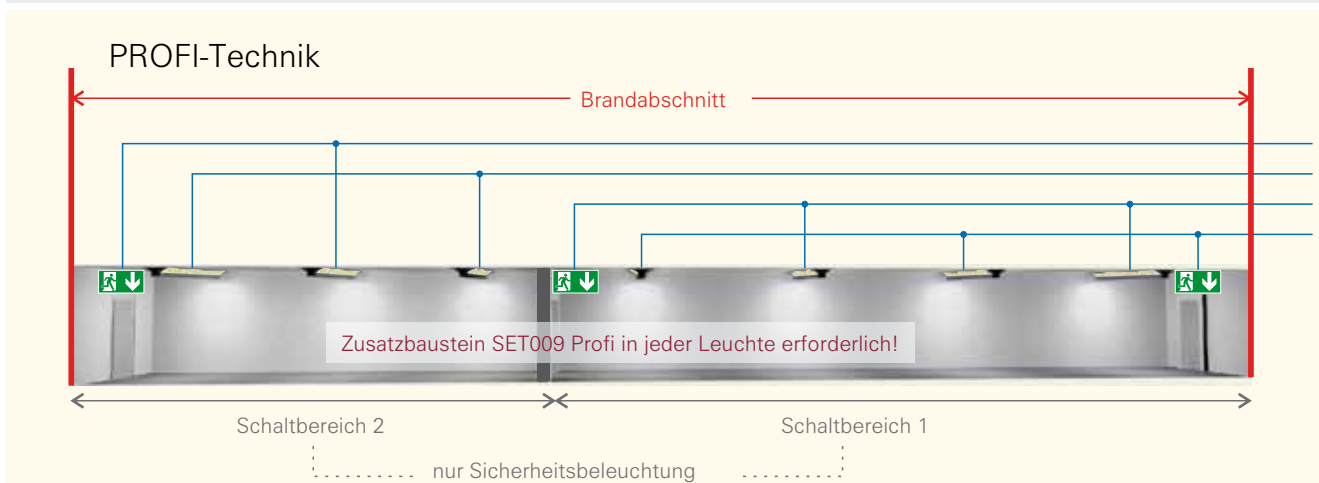 PROFI-Technik
Brandabschnitt
Zusatzbaustein SET009 Profi in jeder Leuchte erforderlich!
Schaltbereich 2
Schaltbereich 1
nur Sicherheitsbeleuchtung